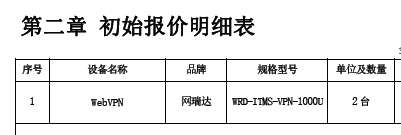 第二章 初始报价明细表
序号 设备名称 品牌 规格型号 单位及数量
1 WebVPN 网瑞达 WRD-ITMS-VPN-1000U 2 台